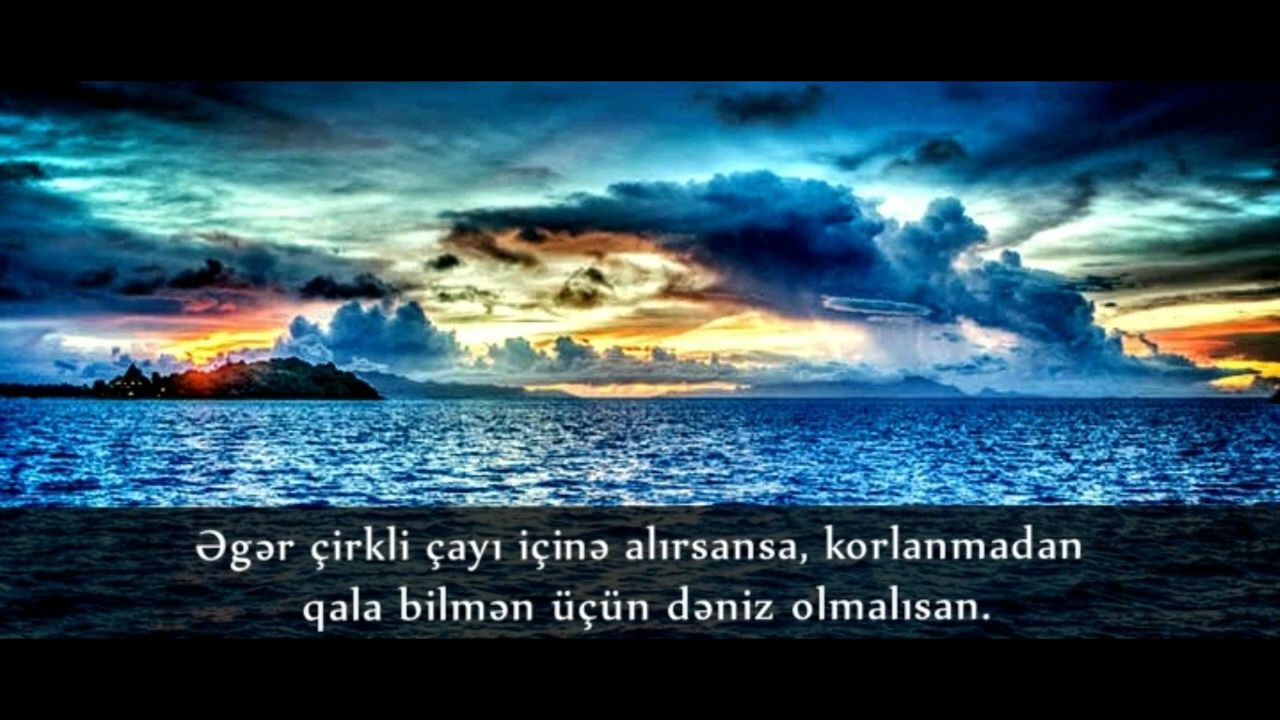 Əgər çirkli çayı içinə alırsansa, korlanmadan
qala bilmən üçün dəniz olmalısan.